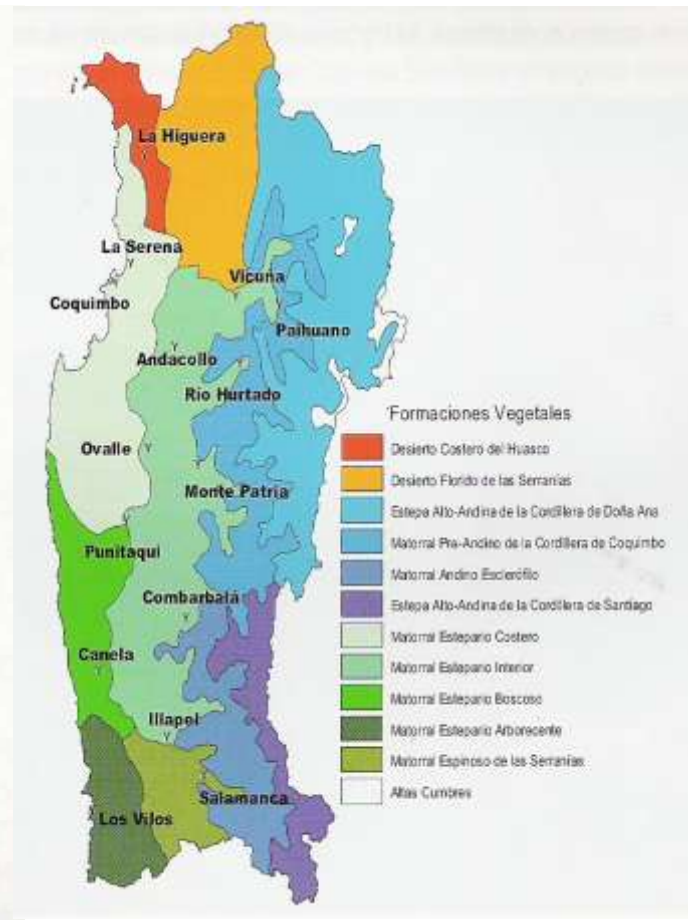 La Higuera
La Serena
Coquimbo
Vicuña
Paihuano
Andacollo
Río Hurtado
Ovalle
Monte Patria
Punitaqui
Combarbalá
Canela
Illapel
Salamanca
Los Vilos
Formaciones Vegetales
Desierto Costero del Huasco
Desierto Florido de las Serranías
Estepa Alto-Andina de la Cordillera de Doña Ana
Matorral Pre-Andino de la Cordillera de Coquimbo
Matorral Andino Esclerófilo
Estepa Alto-Andina de la Cordillera de Santiago
Matorral Estepario Costero
Matorral Estepario Interior
Matorral Estepario Boscoso
Matorral Estepario Arborecente
Matorral Espinoso de las Serranías
Altas Cumbres